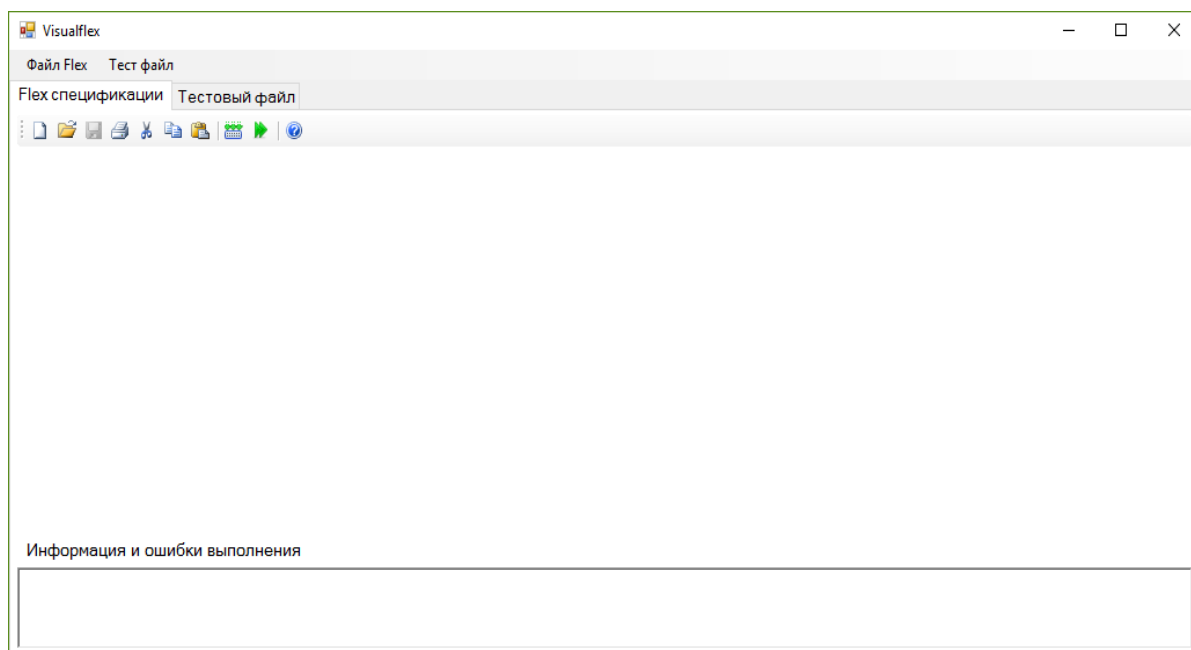 Visualflex
Файл Flex Тест файл
Flex спецификации Тестовый файл
Информация и ошибки выполнения